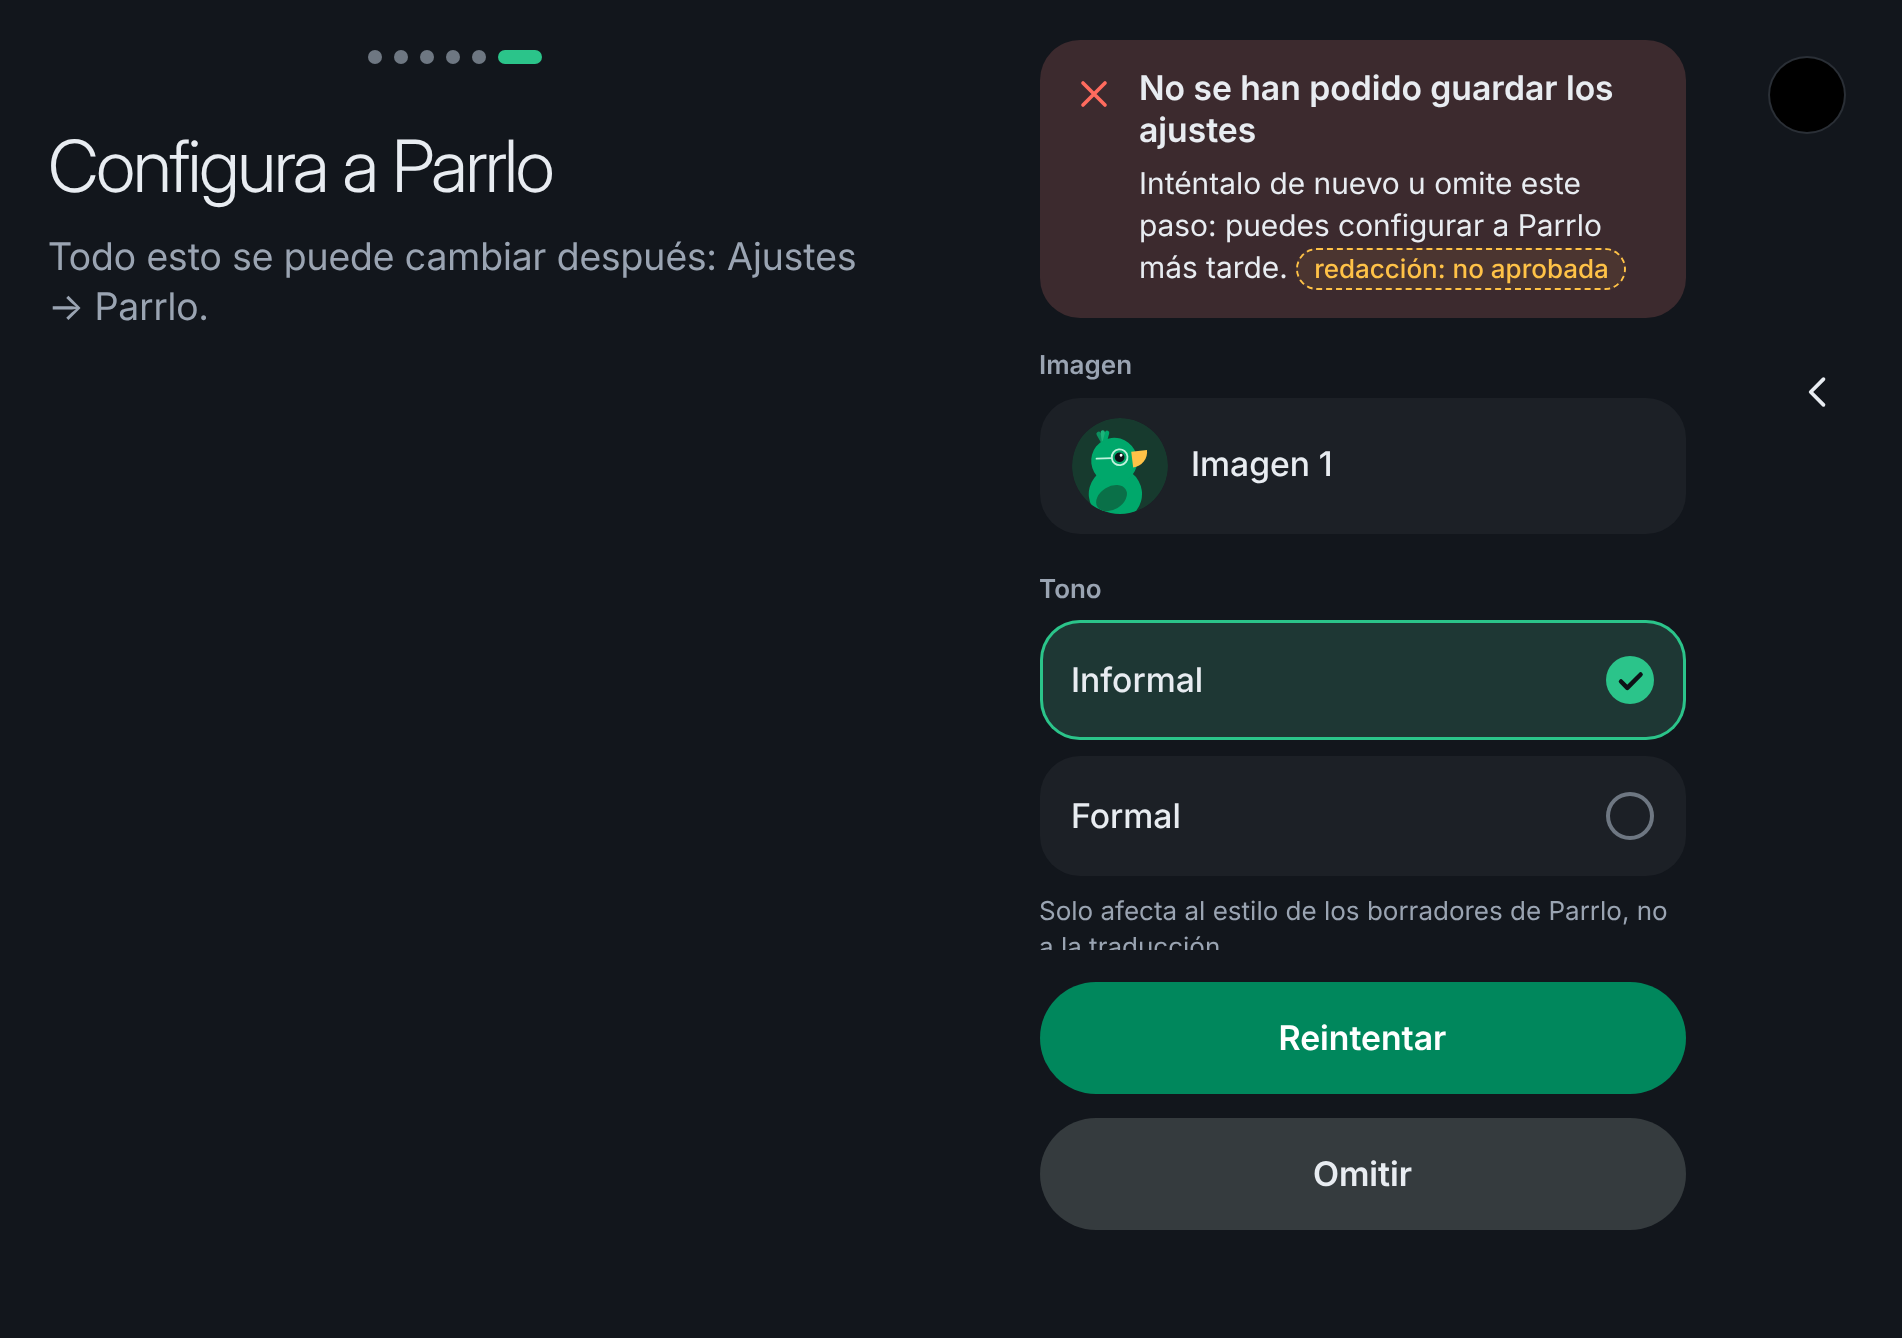 Configura a Parrlo
Todo esto se puede cambiar después: Ajustes
→ Parrlo.
No se han podido guardar los
ajustes
Inténtalo de nuevo u omite este
paso: puedes configurar a Parrlo
más tarde. redacción: no aprobada
Imagen
Imagen 1
Tono
Informal
Formal
Solo afecta al estilo de los borradores de Parrlo, no
a la traducción
Reintentar
Omitir